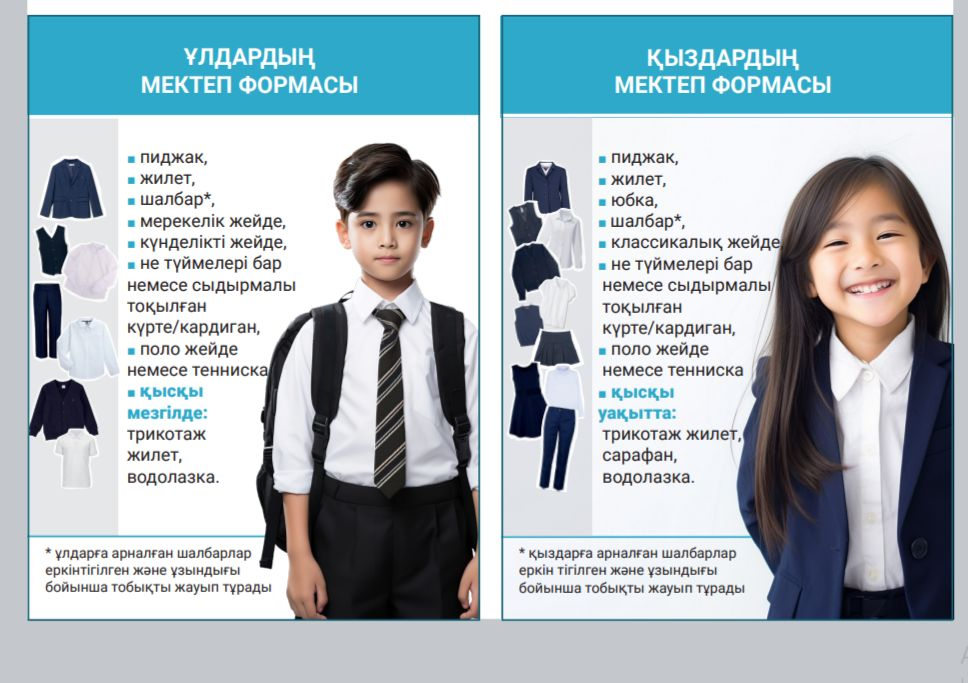 ҰЛДАРДЫҢ
МЕКТЕП ФОРМАСЫ
▪ пиджак,
▪ жилет,
▪ шалбар*,
▪ мерекелік жейде,
▪ күнделікті жейде,
▪ не түймелері бар
немесе сыдырмалы
тоқылған
күрте/кардиган,
▪ поло жейде
немесе тенниска
▪ қысқы
мезгілде:
трикотаж
жилет,
водолазка.
* ұлдарға арналған шалбарлар
еркінтігілген және ұзындығы
бойынша тобықты жауып тұрады
ҚЫЗДАРДЫҢ
МЕКТЕП ФОРМАСЫ
▪ пиджак,
▪ жилет,
▪ юбка,
▪ шалбар*,
▪ классикалық жейде
▪ не түймелері бар
немесе сыдырмалы
тоқылған
күрте/кардиган,
▪ поло жейде
немесе тенниска
▪ қысқы
уақытта:
трикотаж жилет,
сарафан,
водолазка.
* қыздарға арналған шалбарлар
еркін тігілген және ұзындығы
бойынша тобықты жауып тұрады